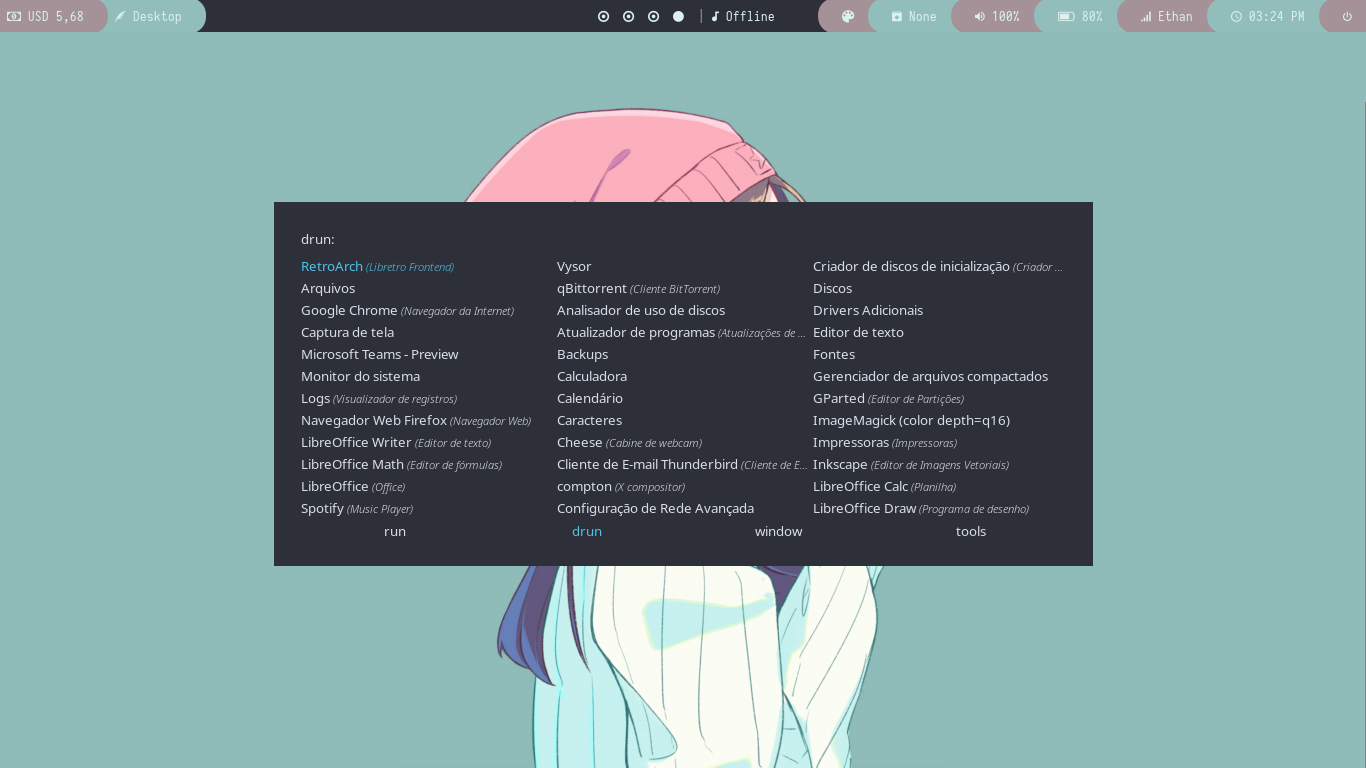 USD 5,68 Desktop | Offline None 100% 80% Ethan 03:24 PM
drun:
RetroArch (Libretro Frontend) Vysor Criador de discos de inicialização (Criador ...
Arquivos qBittorrent (Cliente BitTorrent) Discos
Google Chrome (Navegador da Internet) Analisador de uso de discos Drivers Adicionais
Captura de tela Atualizador de programas (Atualizações de ... Editor de texto
Microsoft Teams - Preview Backups Fontes
Monitor do sistema Calculadora Gerenciador de arquivos compactados
Logs (Visualizador de registros) Calendário GParted (Editor de Partições)
Navegador Web Firefox (Navegador Web) Caracteres ImageMagick (color depth=q16)
LibreOffice Writer (Editor de texto) Cheese (Cabine de webcam) Impressoras (Impressoras)
LibreOffice Math (Editor de fórmulas) Cliente de E-mail Thunderbird (Cliente de E... Inkscape (Editor de Imagens Vetoriais)
LibreOffice (Office) compton (X compositor) LibreOffice Calc (Planilha)
Spotify (Music Player) Configuração de Rede Avançada LibreOffice Draw (Programa de desenho)
run drun window tools